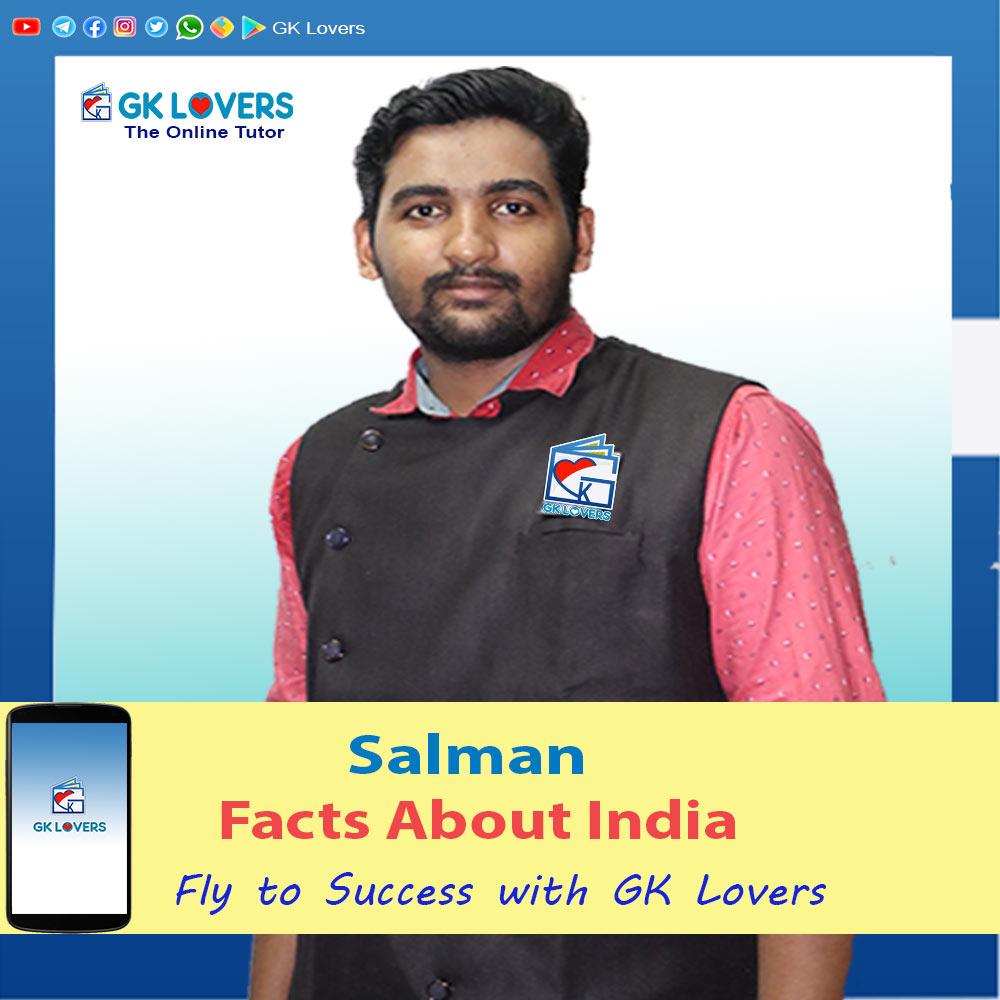 GK Lovers
GK LOVERS
The Online Tutor
K
GK LOVERS
K
GK LOVERS
Salman
Facts About India
Fly to Success with GK Lovers